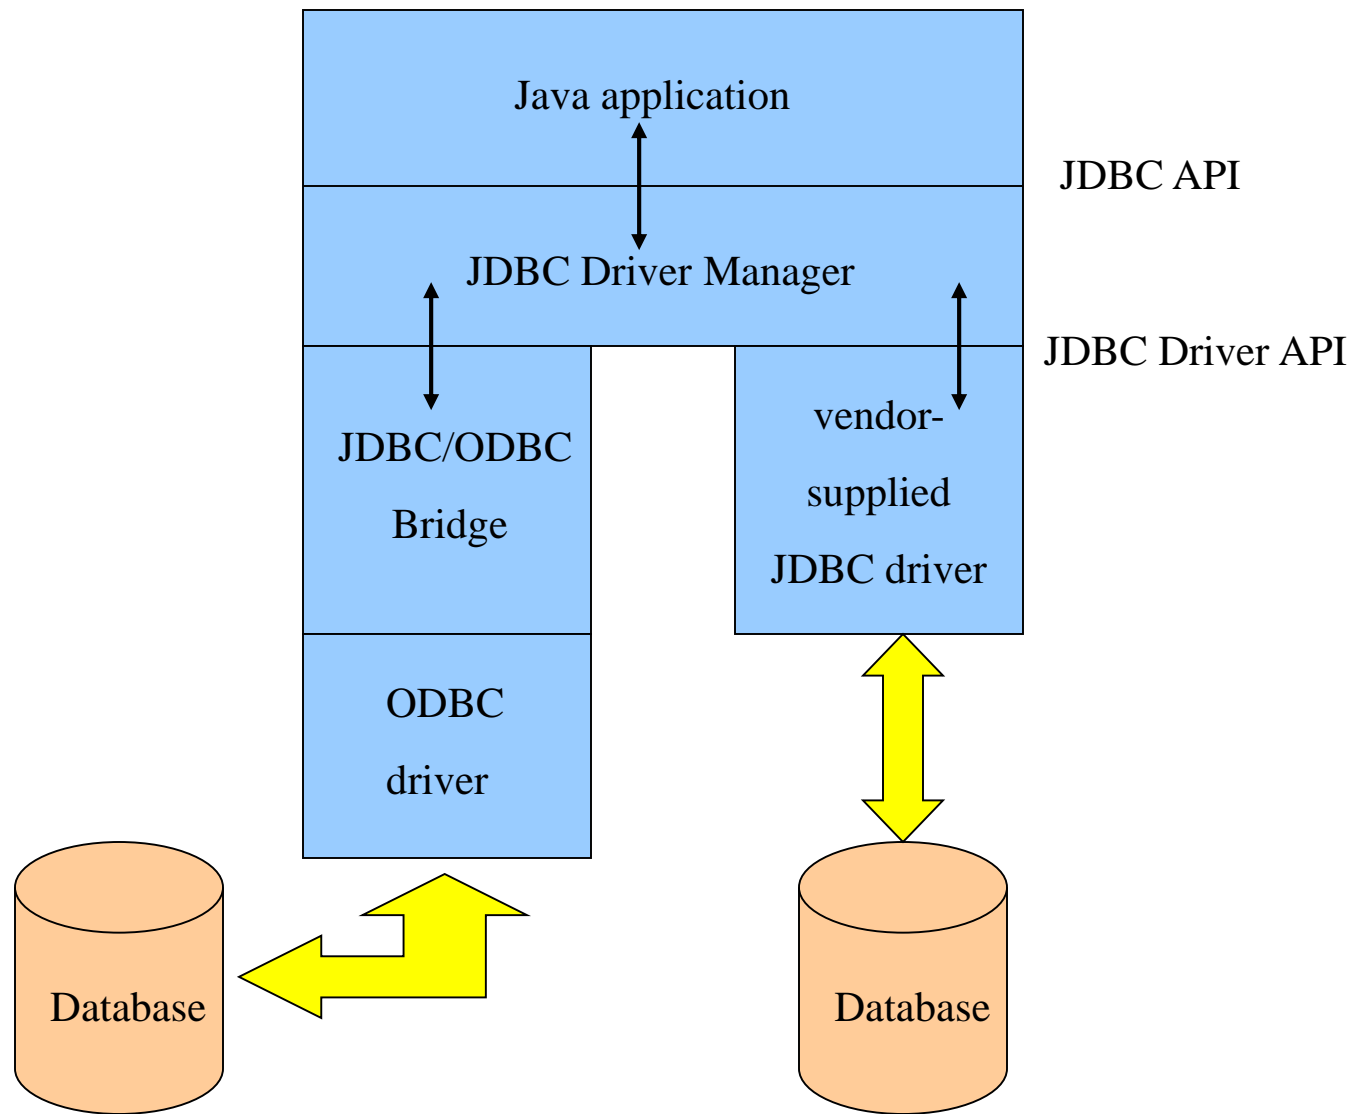 Java application
JDBC API
JDBC Driver Manager
JDBC Driver API
JDBC/ODBC
Bridge
vendor-
supplied
JDBC driver
ODBC
driver
Database
Database